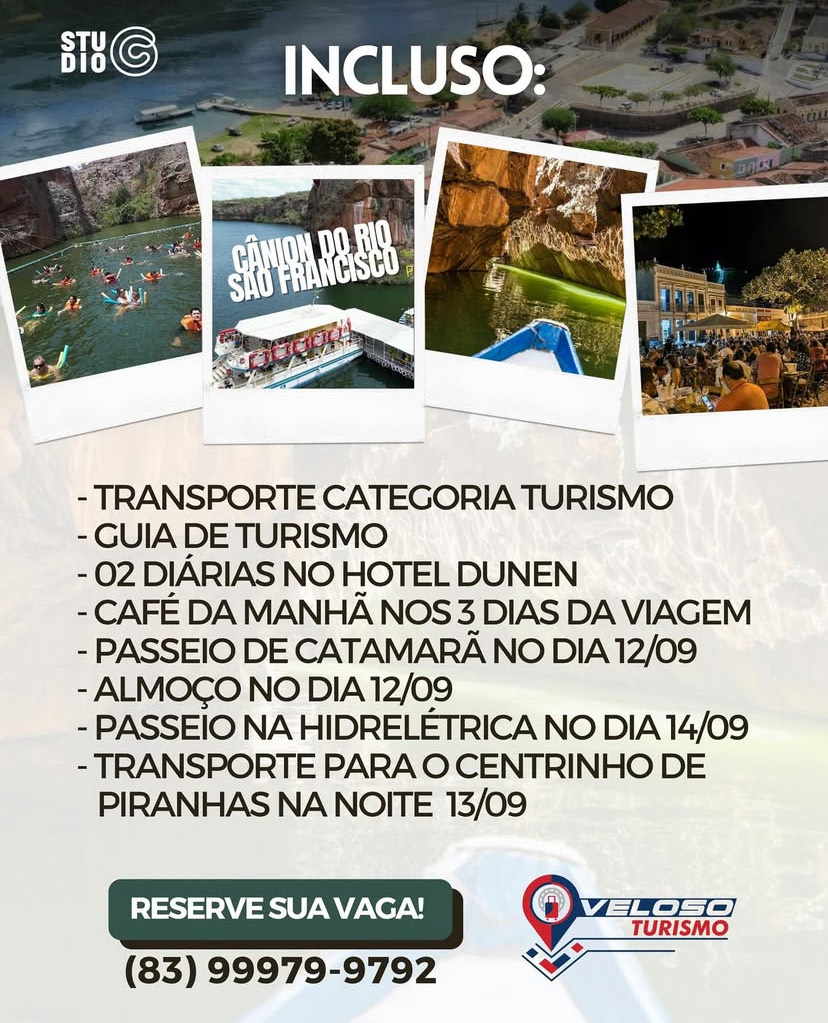 STU
DIO
INCLUSO:
CÂNION DO RIO
SÃO FRANCISCO
- TRANSPORTE CATEGORIA TURISMO
- GUIA DE TURISMO
- 02 DIÁRIAS NO HOTEL DUNEN
- CAFÉ DA MANHÃ NOS 3 DIAS DA VIAGEM
- PASSEIO DE CATAMARÃ NO DIA 12/09
- ALMOÇO NO DIA 12/09
- PASSEIO NA HIDRELÉTRICA NO DIA 14/09
- TRANSPORTE PARA O CENTRINHO DE
PIRANHAS NA NOITE 13/09
RESERVE SUA VAGA!
(83) 99979-9792
VELOSO
TURISMO